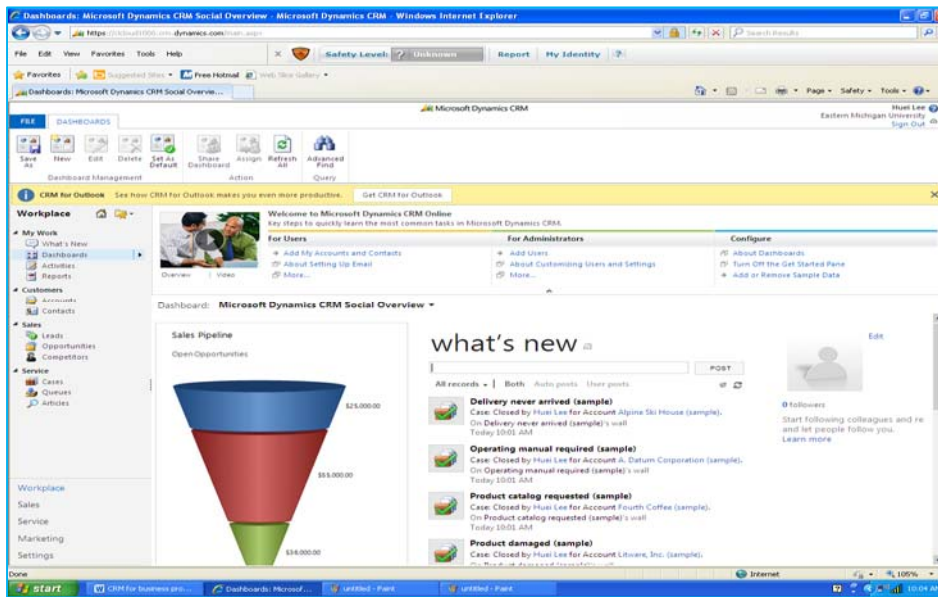 Dashboards: Microsoft Dynamics CRM Social Overview - Microsoft Dynamics CRM - Windows Internet Explorer
dynamics.com/main.aspx
Search Results
File Edit View Favorites Tools Help
Safety Level: ? Unknown Report My Identity ?
Favorites Suggested Sites Free Hotmail Web Slice Gallery
Dashboards: Microsoft Dynamics CRM Social Overvie...
Page Safety Tools
Microsoft Dynamics CRM
Huei Lee
Eastern Michigan University
Sign Out
FILE DASHBOARDS
Save As New Edit Delete Set As Default Share Dashboard Assign Refresh All Advanced Find
Dashboard Management Action Query
CRM for Outlook See how CRM for Outlook makes you even more productive. Get CRM for Outlook
Workplace
My Work
What's New
Dashboards
Activities
Reports
Customers
Accounts
Contacts
Sales
Leads
Opportunities
Competitors
Service
Cases
Queues
Articles
Workplace
Sales
Service
Marketing
Settings
Overview | Video
Welcome to Microsoft Dynamics CRM Online
Key steps to quickly learn the most common tasks in Microsoft Dynamics CRM.
For Users
Add My Accounts and Contacts
About Setting Up Email
More...
For Administrators
Add Users
About Customizing Users and Settings
More...
Configure
About Dashboards
Turn Off the Get Started Pane
Add or Remove Sample Data
Dashboard: Microsoft Dynamics CRM Social Overview
Sales Pipeline
Open Opportunities
$25,000.00
$55,000.00
$36,000.00
what's new
POST
All records | Both Auto posts User posts
Delivery never arrived (sample)
Case: Closed by Huei Lee for Account Alpine Ski House (sample).
On Delivery never arrived (sample)'s wall
Today 10:01 AM
Operating manual required (sample)
Case: Closed by Huei Lee for Account A. Datum Corporation (sample).
On Operating manual required (sample)'s wall
Today 10:01 AM
Product catalog requested (sample)
Case: Closed by Huei Lee for Account Fourth Coffee (sample).
On Product catalog requested (sample)'s wall
Today 10:01 AM
Product damaged (sample)
Case: Closed by Huei Lee for Account Litware, Inc. (sample).
Edit
0 followers
Start following colleagues and re
and let people follow you.
Learn more
Done Internet 105%
start CRM for business pro... Dashboards: Microsof... untitled - Paint untitled - Paint 10:04 AM